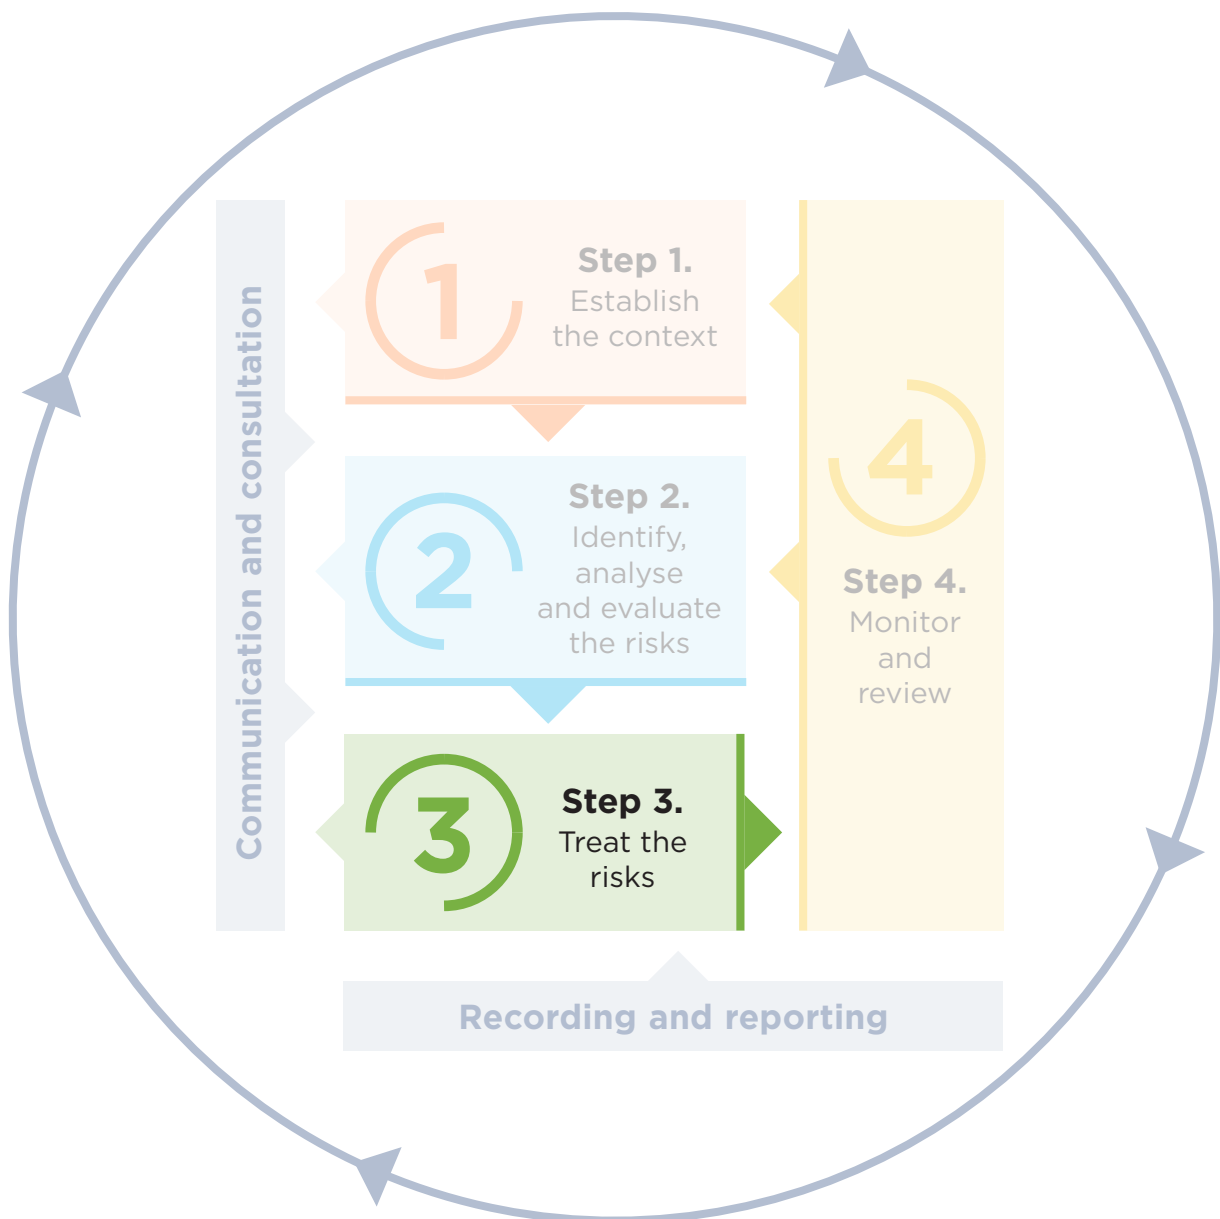 Communication and consultation
1
Step 1.
Establish
the context
2
Step 2.
Identify,
analyse
and evaluate
the risks
3
Step 3.
Treat the
risks
4
Step 4.
Monitor
and
review
Recording and reporting